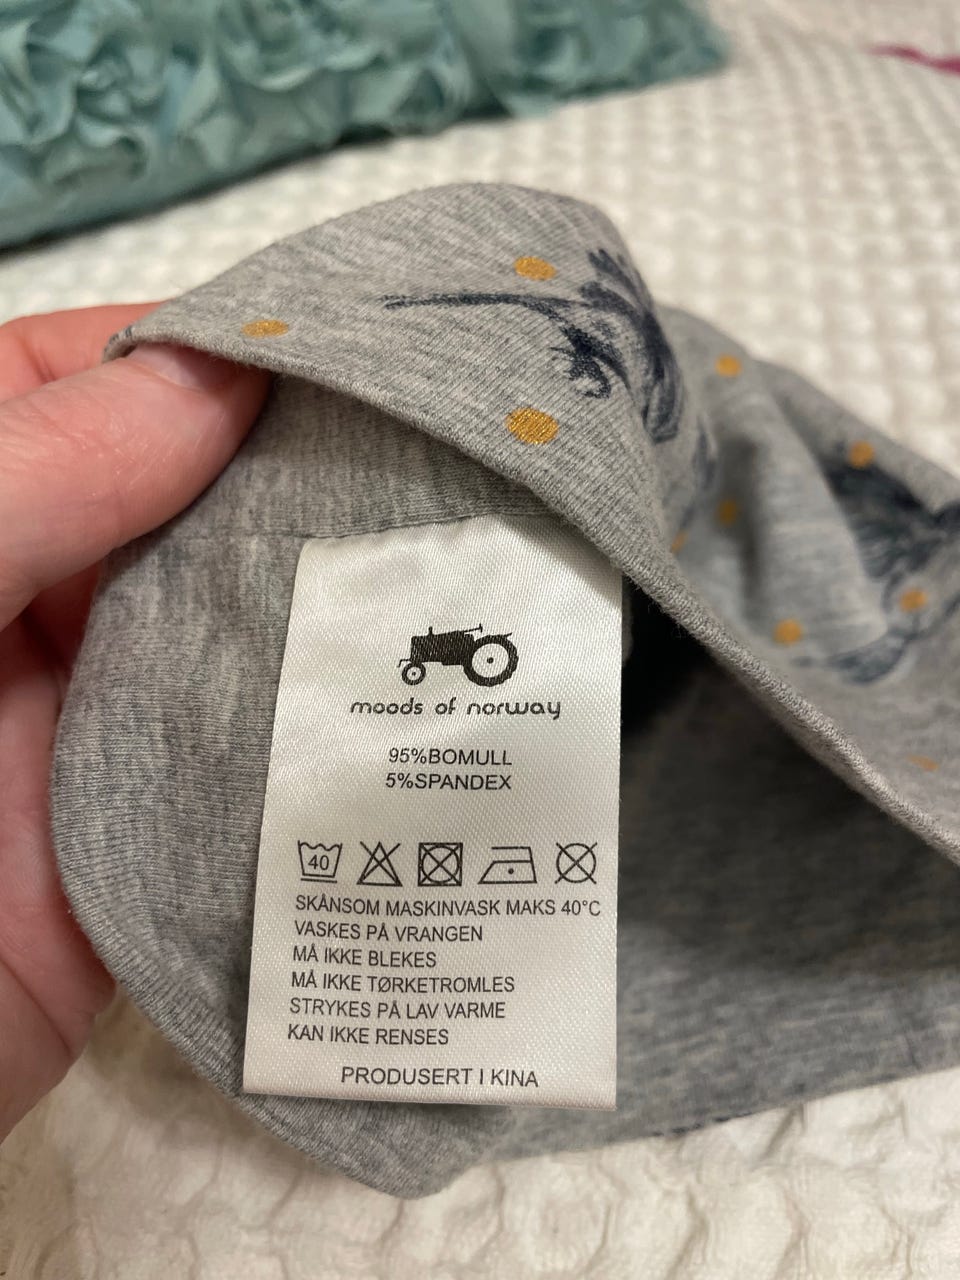 moods of norway
95%BOMULL
5%SPANDEX
40
SKÅNSOM MASKINVASK MAKS 40°C
VASKES PÅ VRANGEN
MÅ IKKE BLEKES
MÅ IKKE TØRKETROMLES
STRYKES PÅ LAV VARME
KAN IKKE RENSES
PRODUSERT I KINA